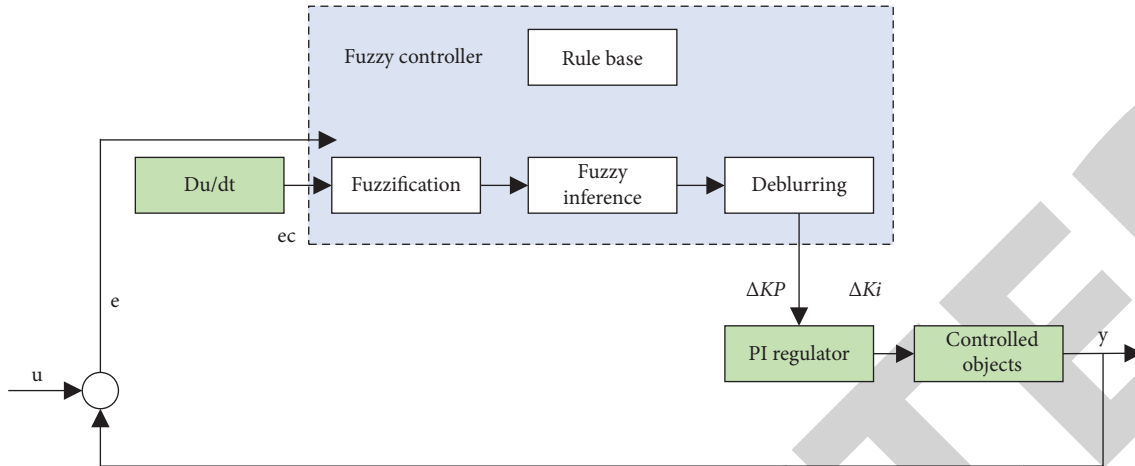 Fuzzy controller
Rule base
Du/dt
Fuzzification
Fuzzy
inference
Deblurring
ec
e
ΔKP
ΔKi
PI regulator
Controlled
objects
y
u